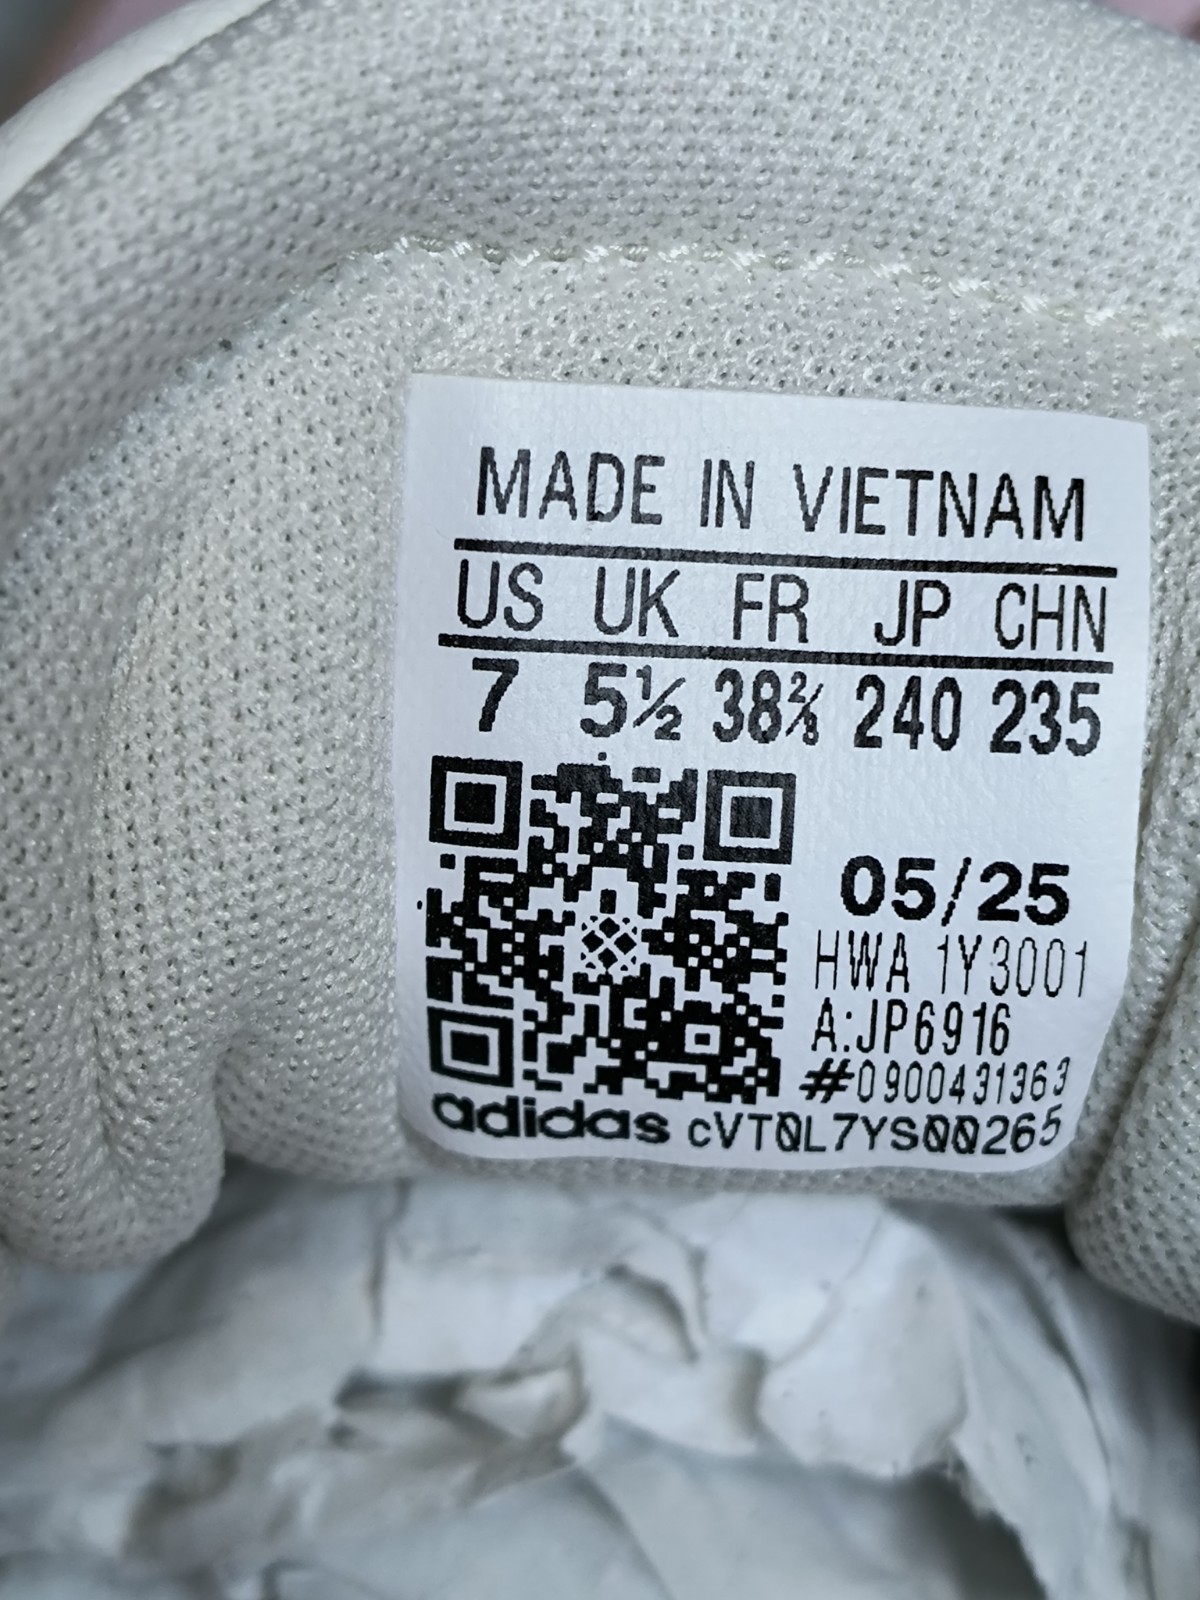 MADE IN VIETNAM
US UK FR JP CHN
7 5½ 38⅔ 240 235
05/25
HWA 1Y3001
A:JP6916
#0900431363
adidas cVT0L7YS00265